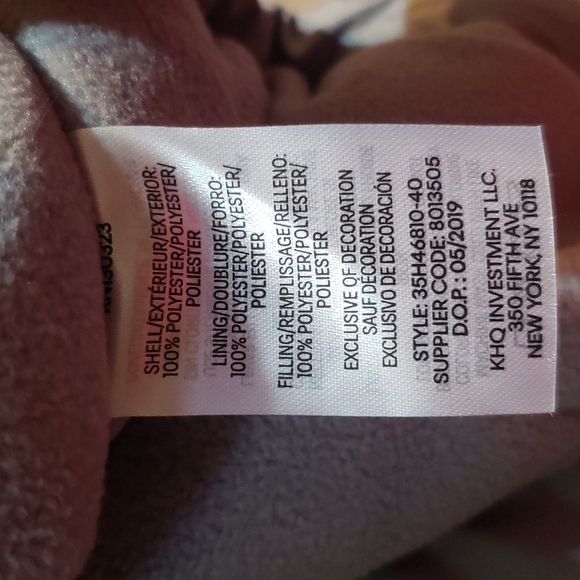 SHELL/EXTÉRIEUR/EXTERIOR:
100% POLYESTER/POLYESTER/
POLIESTER
LINING/DOUBLURE/FORRO:
100% POLYESTER/POLYESTER/
POLIESTER
FILLING/REMPLISSAGE/RELLENO:
100% POLYESTER/POLYESTER/
POLIESTER
EXCLUSIVE OF DECORATION
SAUF DECORATION
EXCLUSIVO DE DECORACIÓN
STYLE: 35H46810-40
SUPPLIER CODE: 8013505
D.O.P.: 05/2019
KHQ INVESTMENT LLC.
350 FIFTH AVE
NEW YORK, NY 10118